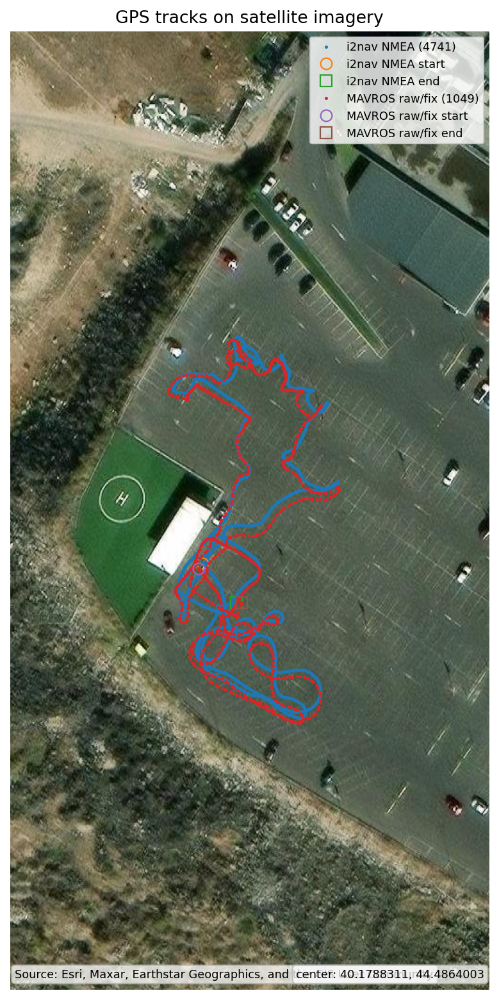 GPS tracks on satellite imagery
i2nav NMEA (4741)
i2nav NMEA start
i2nav NMEA end
MAVROS raw/fix (1049)
MAVROS raw/fix start
MAVROS raw/fix end
H
Source: Esri, Maxar, Earthstar Geographics, and
center: 40.1788311, 44.4864003